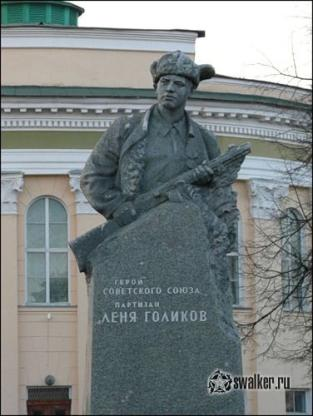 ГЕРОЙ
СОВЕТСКОГО СОЮЗА
ПАРТИЗАН
ЛЕНЯ ГОЛИКОВ
swalker.ru